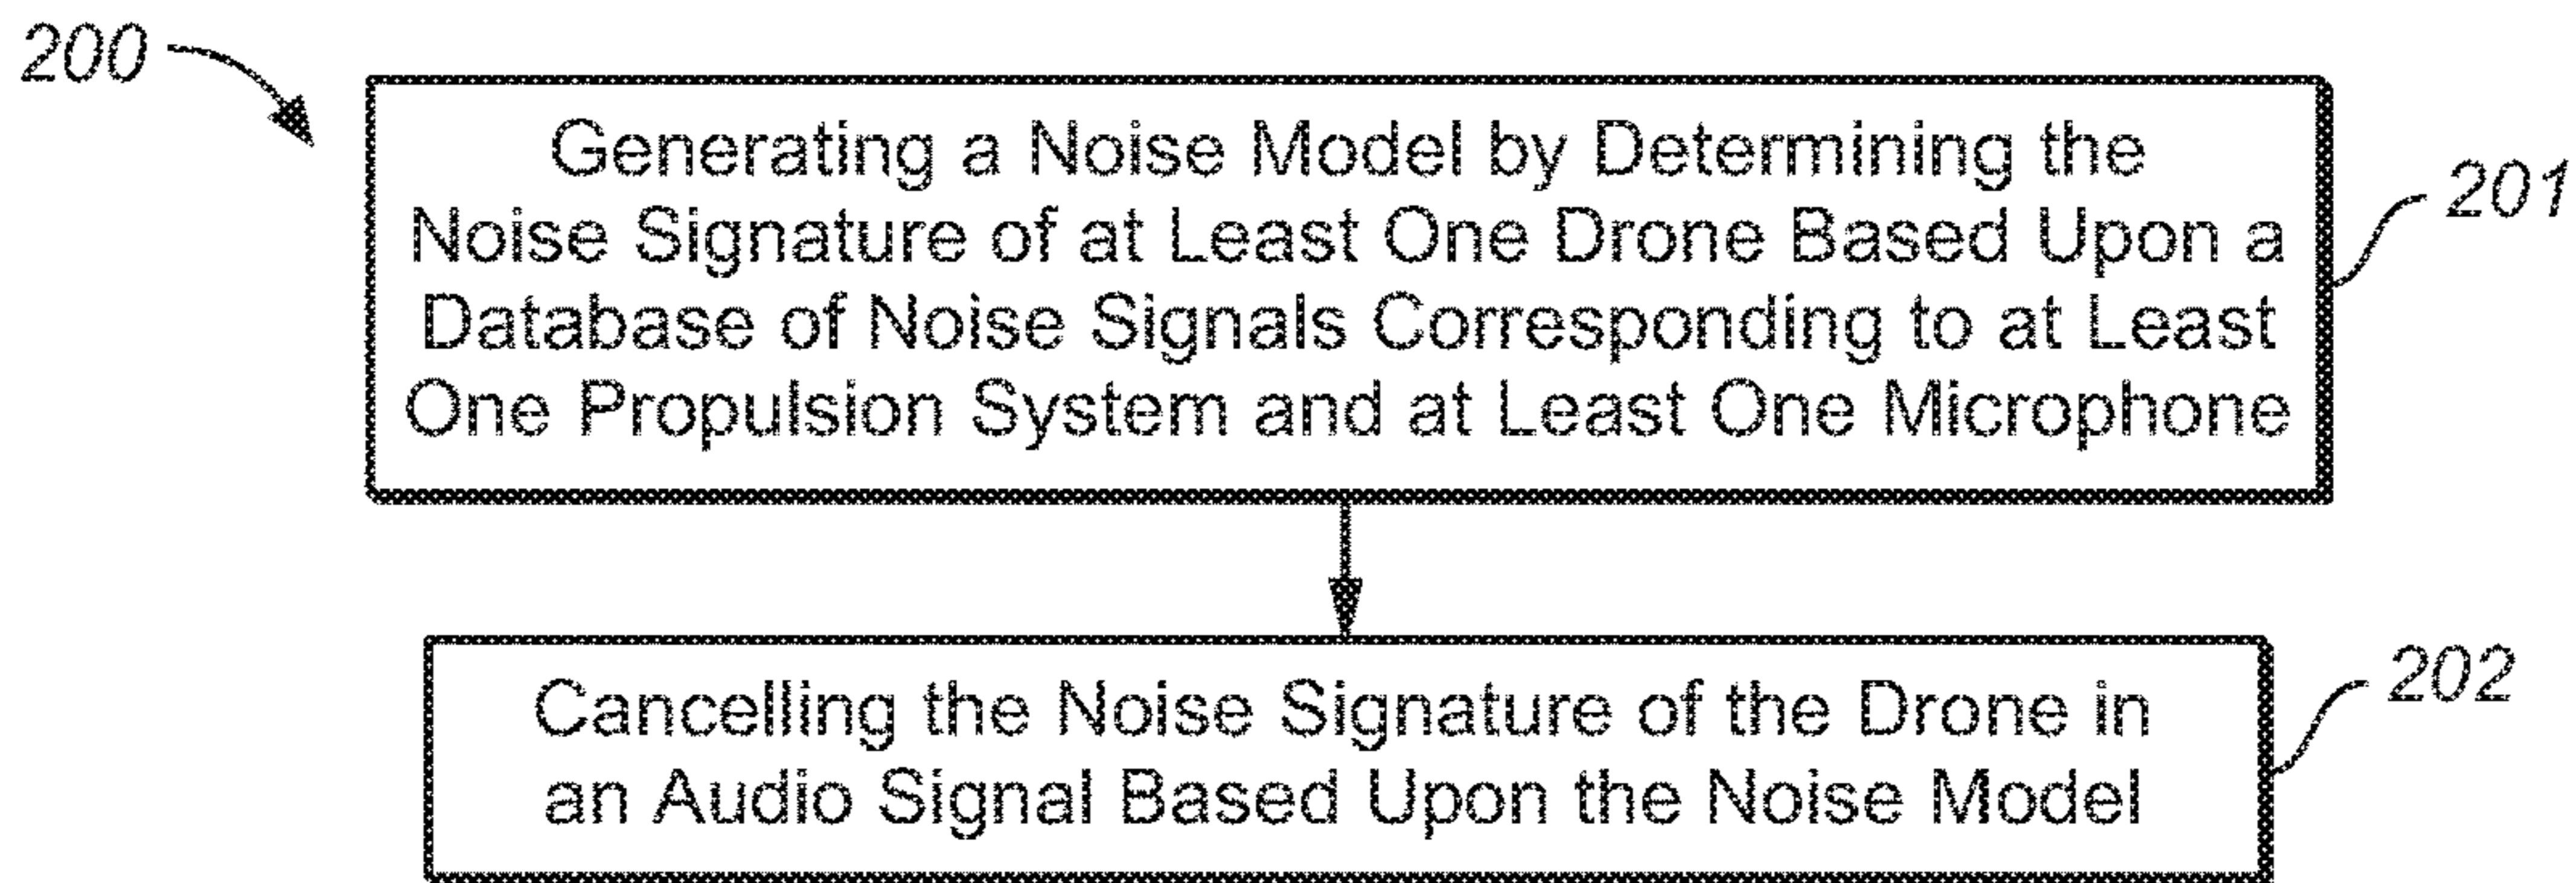 200
Generating a Noise Model by Determining the
Noise Signature of at Least One Drone Based Upon a
Database of Noise Signals Corresponding to at Least
One Propulsion System and at Least One Microphone
201
Cancelling the Noise Signature of the Drone in
an Audio Signal Based Upon the Noise Model
202